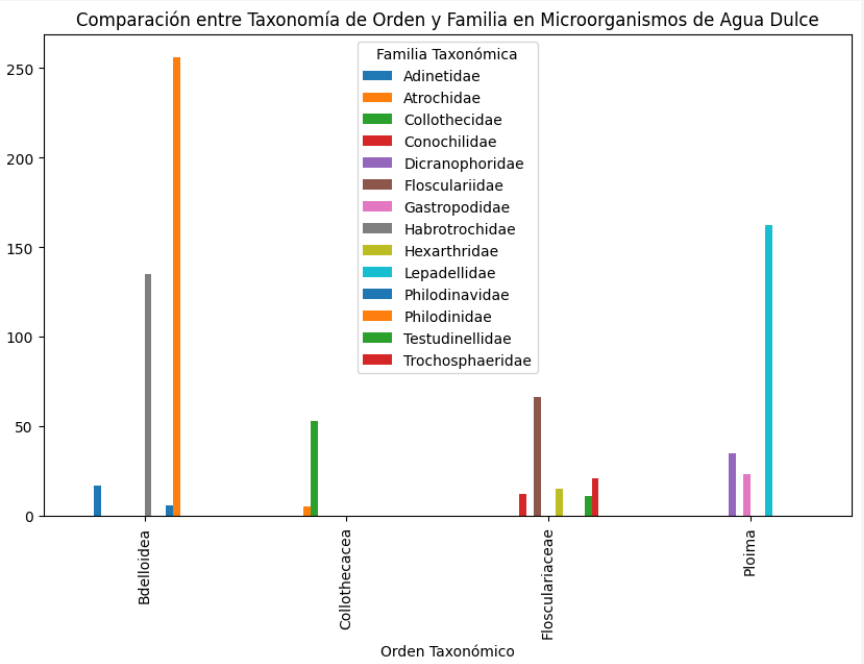 Comparación entre Taxonomía de Orden y Familia en Microorganismos de Agua Dulce
Familia Taxonómica
Adinetidae
Atrochidae
Collothecidae
Conochilidae
Dicranophoridae
Flosculariidae
Gastropodidae
Habrotrochidae
Hexarthridae
Lepadellidae
Philodinavidae
Philodinidae
Testudinellidae
Trochosphaeridae
250
200
150
100
50
0
Bdelloidea
Collothecacea
Flosculariaceae
Ploima
Orden Taxonómico